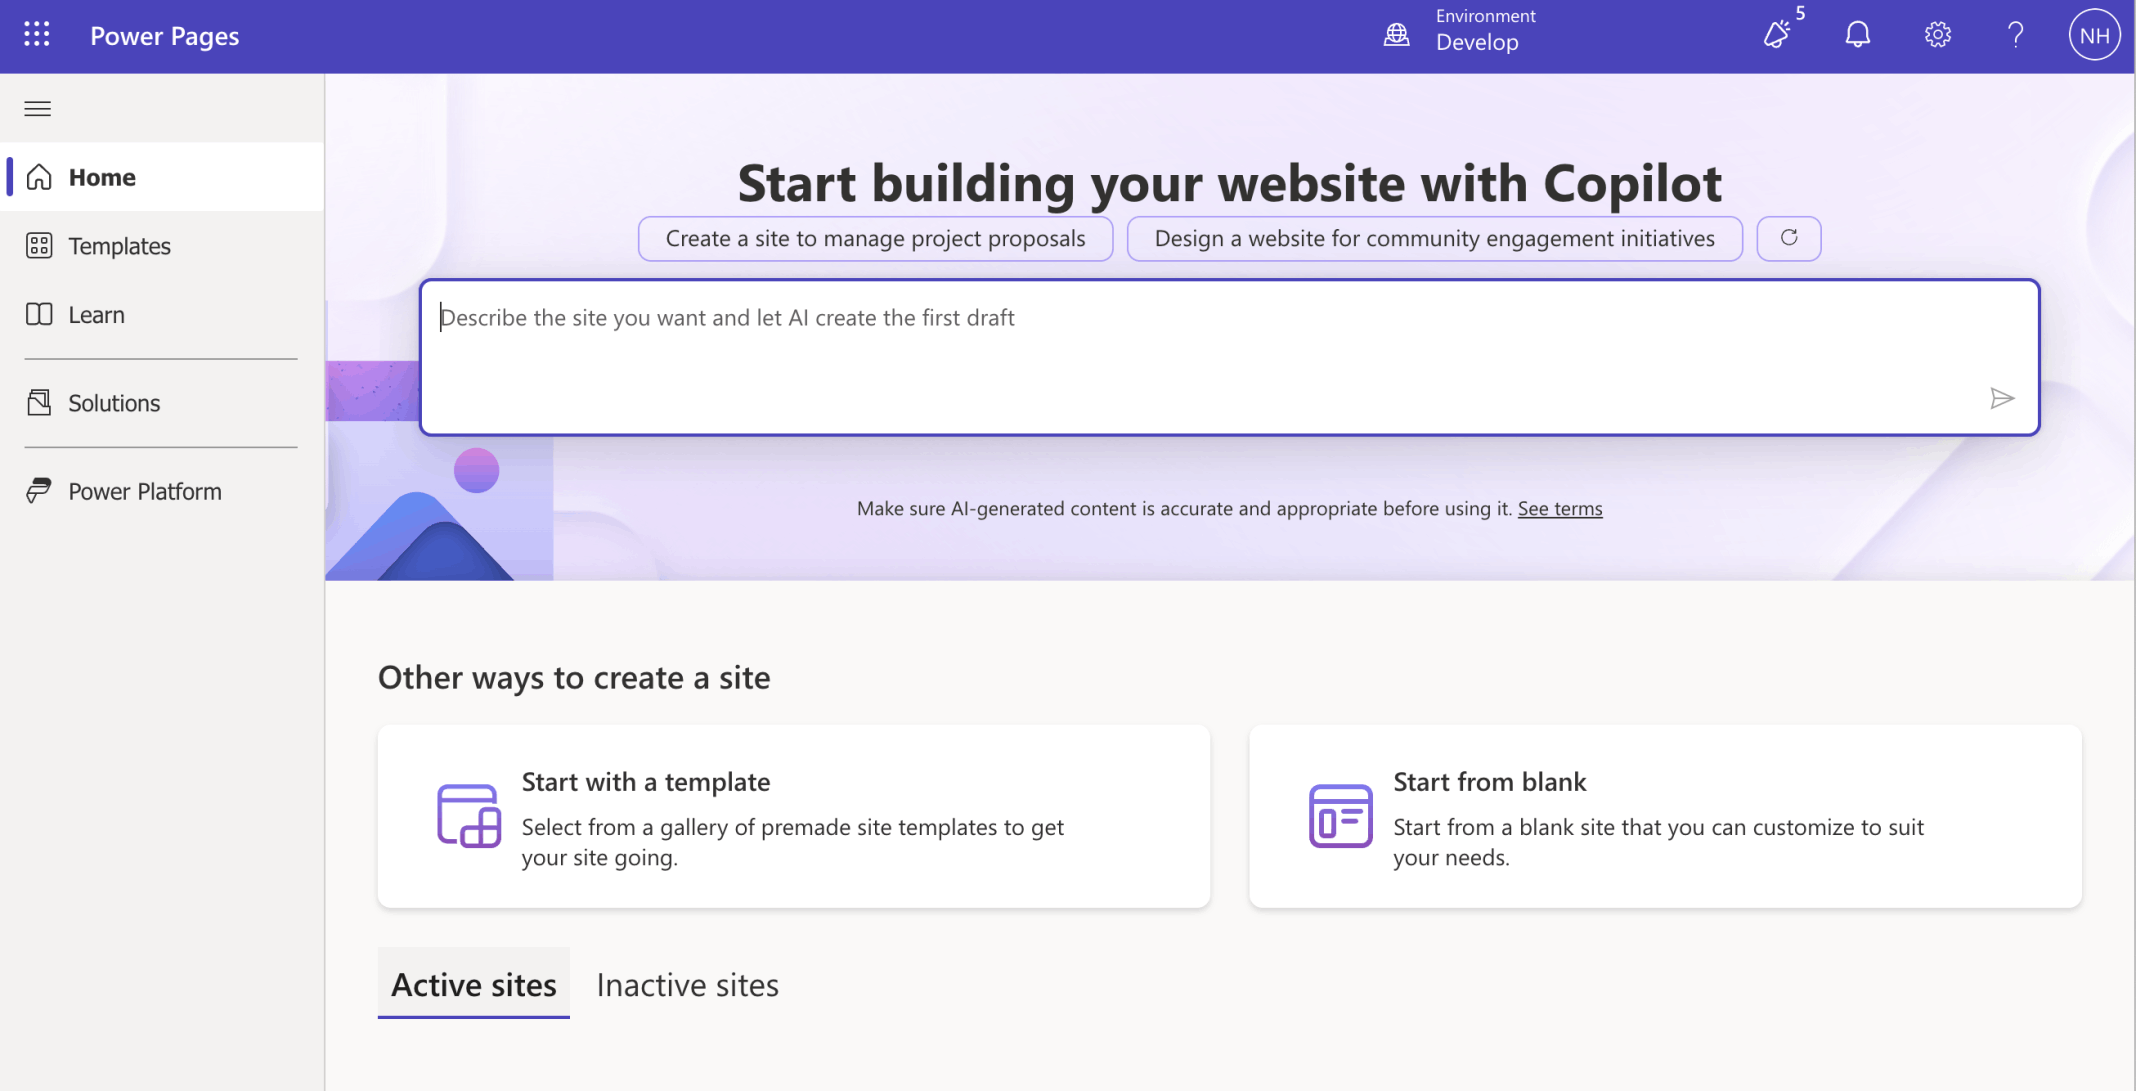 Power Pages
Environment
Develop
5
NH
Home
Templates
Learn
Solutions
Power Platform
Start building your website with Copilot
Create a site to manage project proposals
Design a website for community engagement initiatives
Describe the site you want and let AI create the first draft
Make sure AI-generated content is accurate and appropriate before using it. See terms
Other ways to create a site
Start with a template
Select from a gallery of premade site templates to get
your site going.
Start from blank
Start from a blank site that you can customize to suit
your needs.
Active sites
Inactive sites